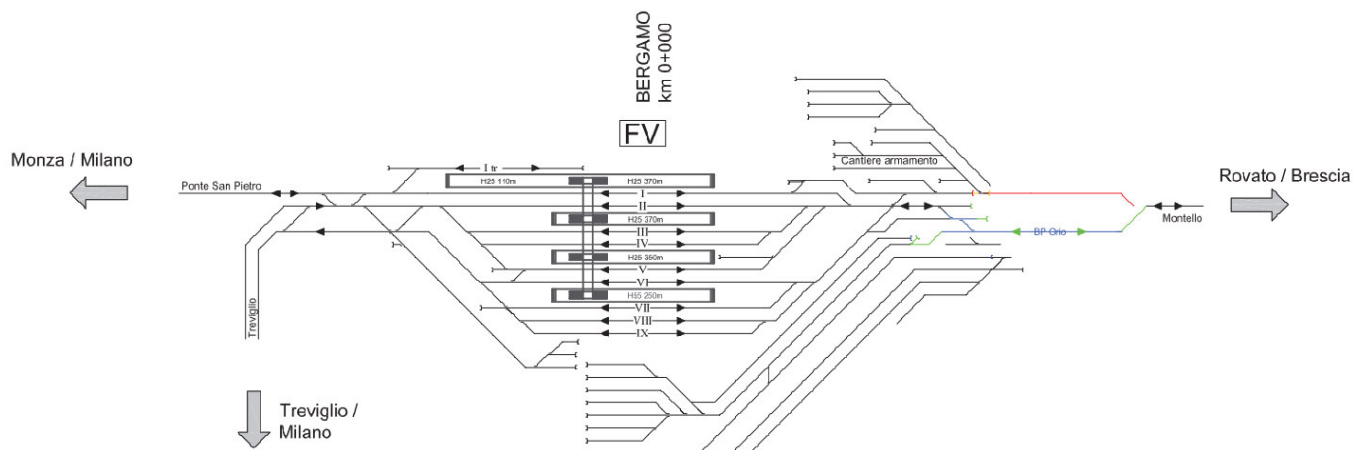 BERGAMO
km 0+000
FV
Monza / Milano
Ponte San Pietro
I tr
H25 110m
H25 370m
Cantiere armamento
Rovato / Brescia
I
II
Montello
H25 370m
III
BP Orio
IV
H25 350m
V
VI
H55 250m
VII
VIII
IX
Treviglio
Treviglio /
Milano